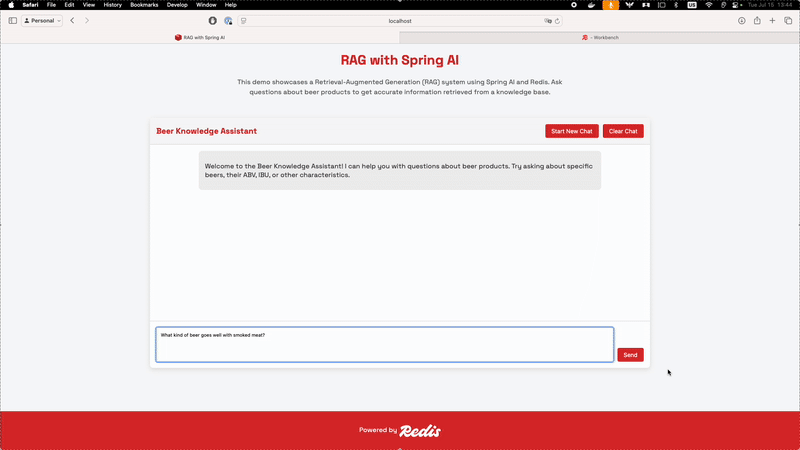 Safari File Edit View History Bookmarks Develop Window Help
US
Tue Jul 15 13:44
Personal
localhost
RAG with Spring AI
- Workbench
RAG with Spring AI
This demo showcases a Retrieval-Augmented Generation (RAG) system using Spring AI and Redis. Ask
questions about beer products to get accurate information retrieved from a knowledge base.
Beer Knowledge Assistant
Start New Chat
Clear Chat
Welcome to the Beer Knowledge Assistant! I can help you with questions about beer products. Try asking about specific
beers, their ABV, IBU, or other characteristics.
What kind of beer goes well with smoked meat?
Send
Powered by Redis